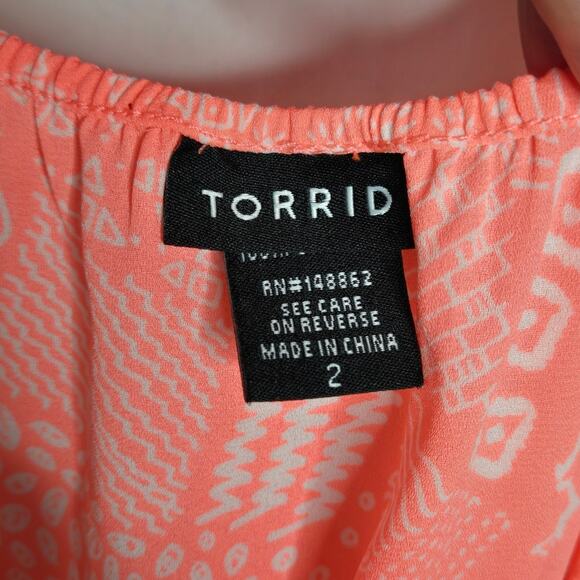 TORRID
RN#148862
SEE CARE
ON REVERSE
MADE IN CHINA
2